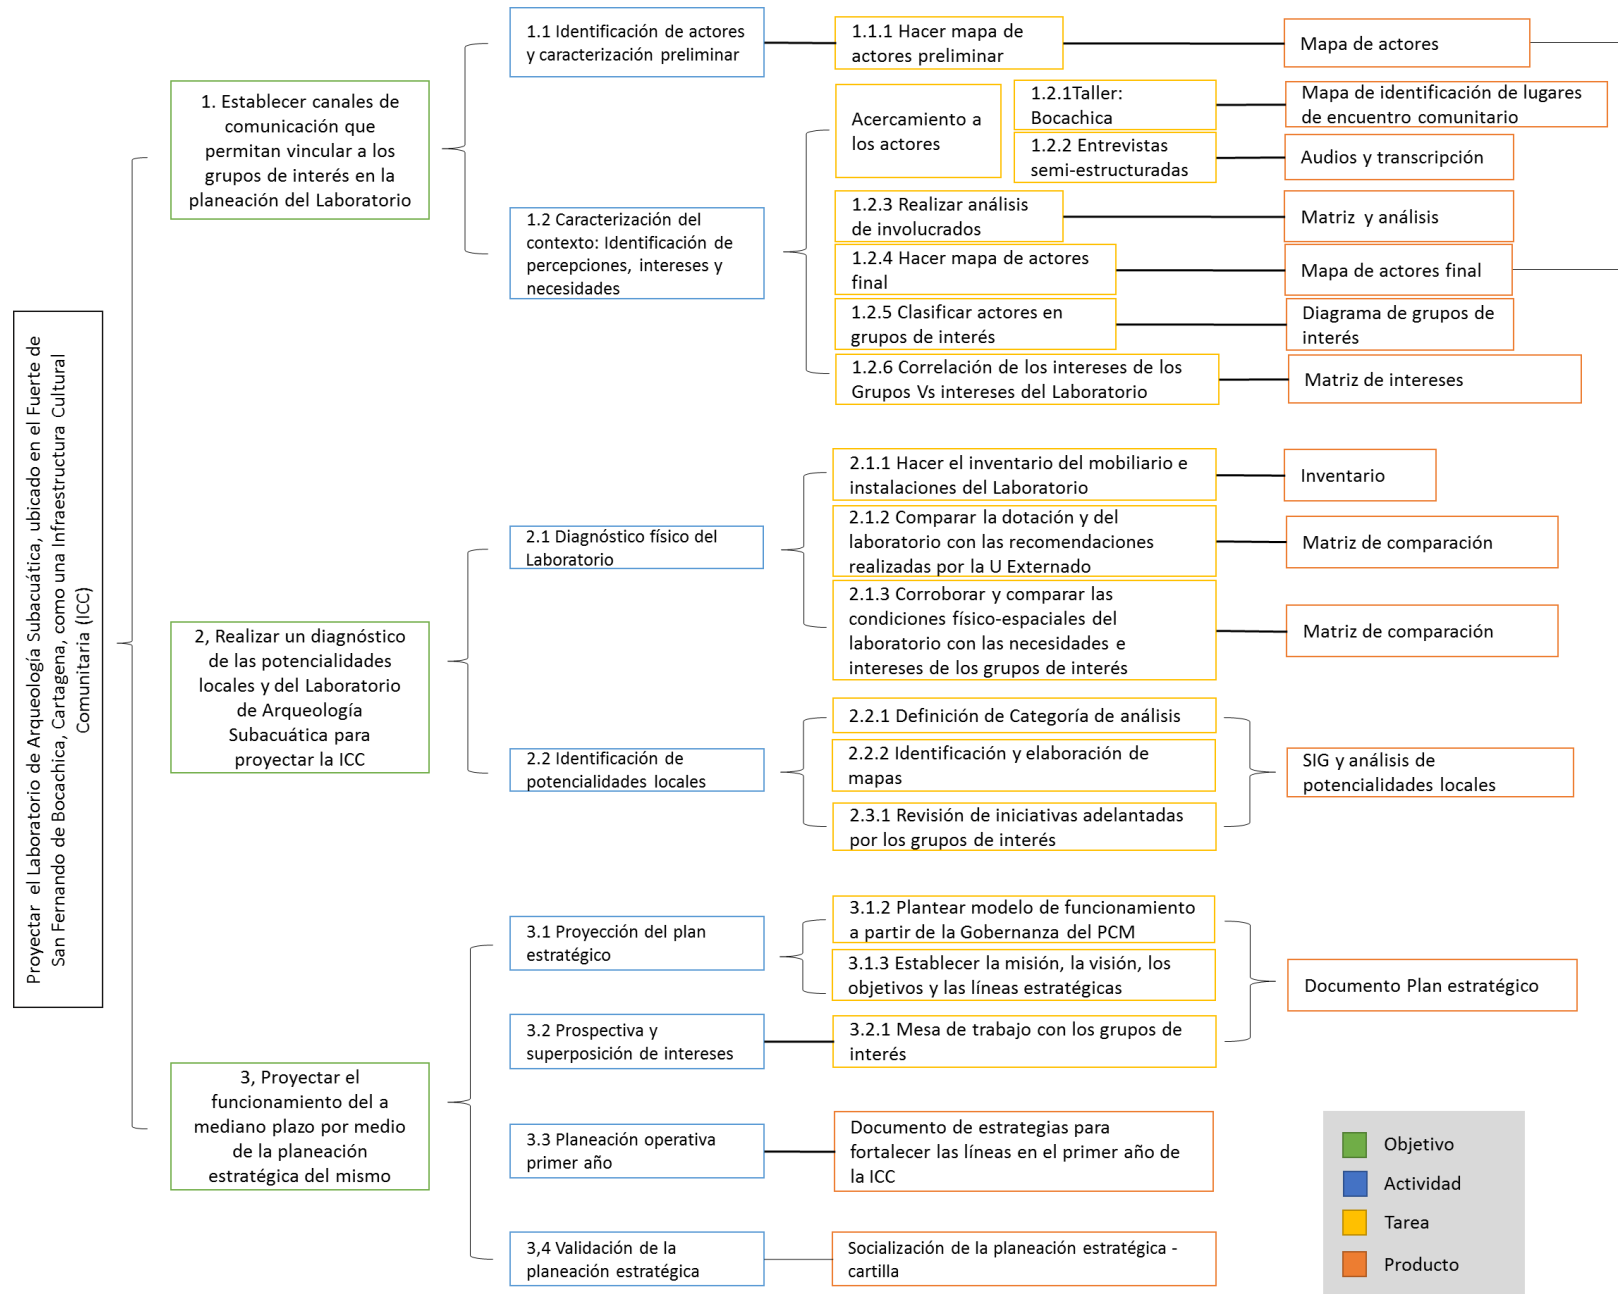 Proyectar el Laboratorio de Arqueología Subacuática, ubicado en el Fuerte de
San Fernando de Bocachica, Cartagena, como una Infraestructura Cultural
Comunitaria (ICC)
1. Establecer canales de
comunicación que
permitan vincular a los
grupos de interés en la
planeación del Laboratorio
1.1 Identificación de actores
y caracterización preliminar
1.1.1 Hacer mapa de
actores preliminar
Mapa de actores
1.2 Caracterización del
contexto: Identificación de
percepciones, intereses y
necesidades
Acercamiento a
los actores
1.2.1Taller:
Bocachica
Mapa de identificación de lugares
de encuentro comunitario
1.2.2 Entrevistas
semi-estructuradas
Audios y transcripción
1.2.3 Realizar análisis
de involucrados
Matriz y análisis
1.2.4 Hacer mapa de actores
final
Mapa de actores final
1.2.5 Clasificar actores en
grupos de interés
Diagrama de grupos de
interés
1.2.6 Correlación de los intereses de los
Grupos Vs intereses del Laboratorio
Matriz de intereses
2, Realizar un diagnóstico
de las potencialidades
locales y del Laboratorio
de Arqueología
Subacuática para
proyectar la ICC
2.1 Diagnóstico físico del
Laboratorio
2.1.1 Hacer el inventario del mobiliario e
instalaciones del Laboratorio
Inventario
2.1.2 Comparar la dotación y del
laboratorio con las recomendaciones
realizadas por la U Externado
Matriz de comparación
2.1.3 Corroborar y comparar las
condiciones físico-espaciales del
laboratorio con las necesidades e
intereses de los grupos de interés
Matriz de comparación
2.2 Identificación de
potencialidades locales
2.2.1 Definición de Categoría de análisis
2.2.2 Identificación y elaboración de
mapas
2.3.1 Revisión de iniciativas adelantadas
por los grupos de interés
SIG y análisis de
potencialidades locales
3, Proyectar el
funcionamiento del a
mediano plazo por medio
de la planeación
estratégica del mismo
3.1 Proyección del plan
estratégico
3.1.2 Plantear modelo de funcionamiento
a partir de la Gobernanza del PCM
3.1.3 Establecer la misión, la visión, los
objetivos y las líneas estratégicas
Documento Plan estratégico
3.2 Prospectiva y
superposición de intereses
3.2.1 Mesa de trabajo con los grupos de
interés
3.3 Planeación operativa
primer año
Documento de estrategias para
fortalecer las líneas en el primer año de
la ICC
3,4 Validación de la
planeación estratégica
Socialización de la planeación estratégica -
cartilla
Objetivo
Actividad
Tarea
Producto